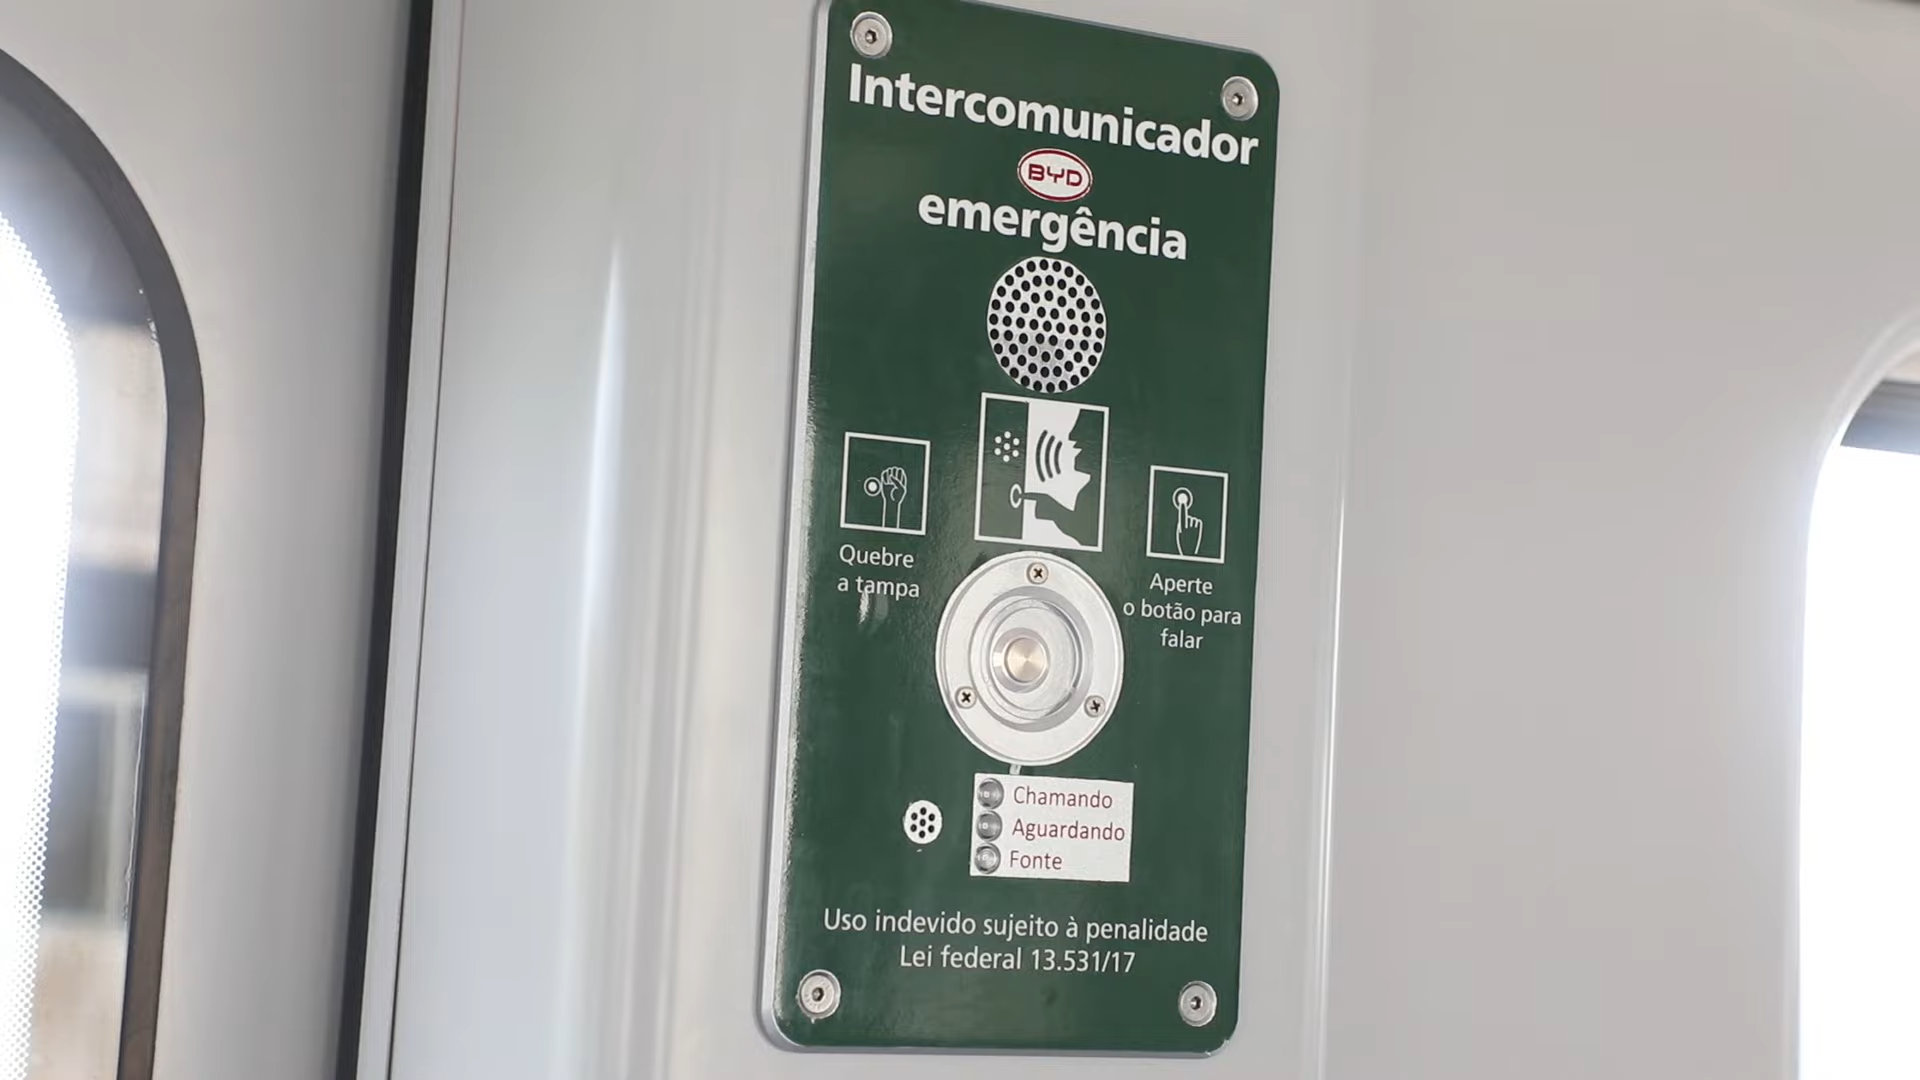 Intercomunicador
BYD
emergência
Quebre
a tampa
Aperte
o botão para
falar
Chamando
Aguardando
Fonte
Uso indevido sujeito à penalidade
Lei federal 13.531/17